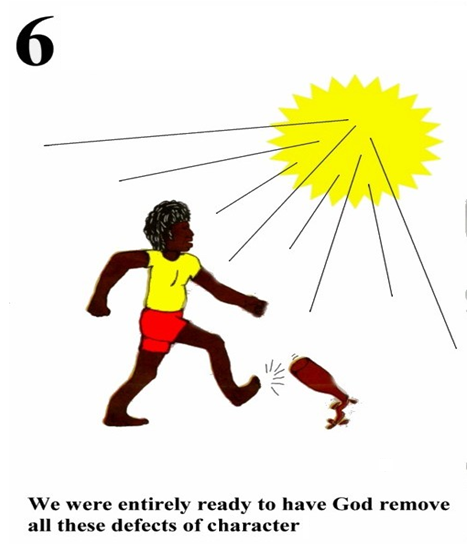 6
We were entirely ready to have God remove
all these defects of character